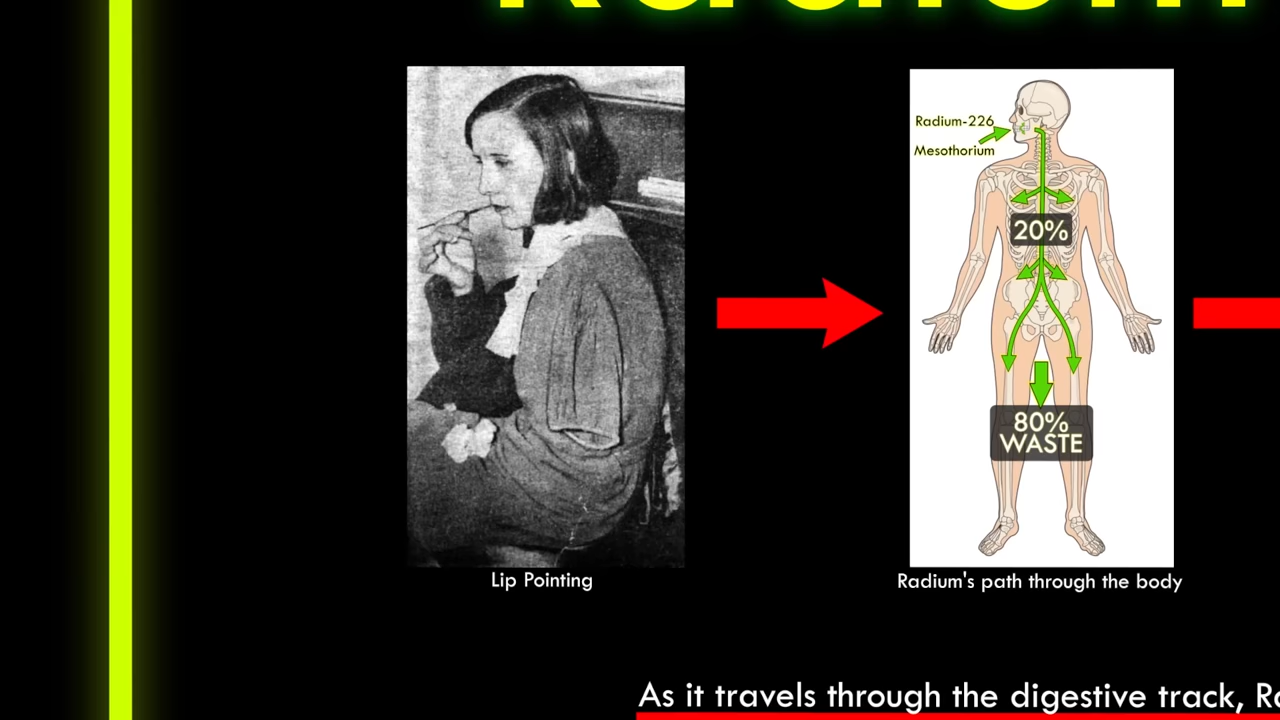 Radium-226
Mesothorium
20%
80%
WASTE
Lip Pointing
Radium's path through the body
As it travels through the digestive track,